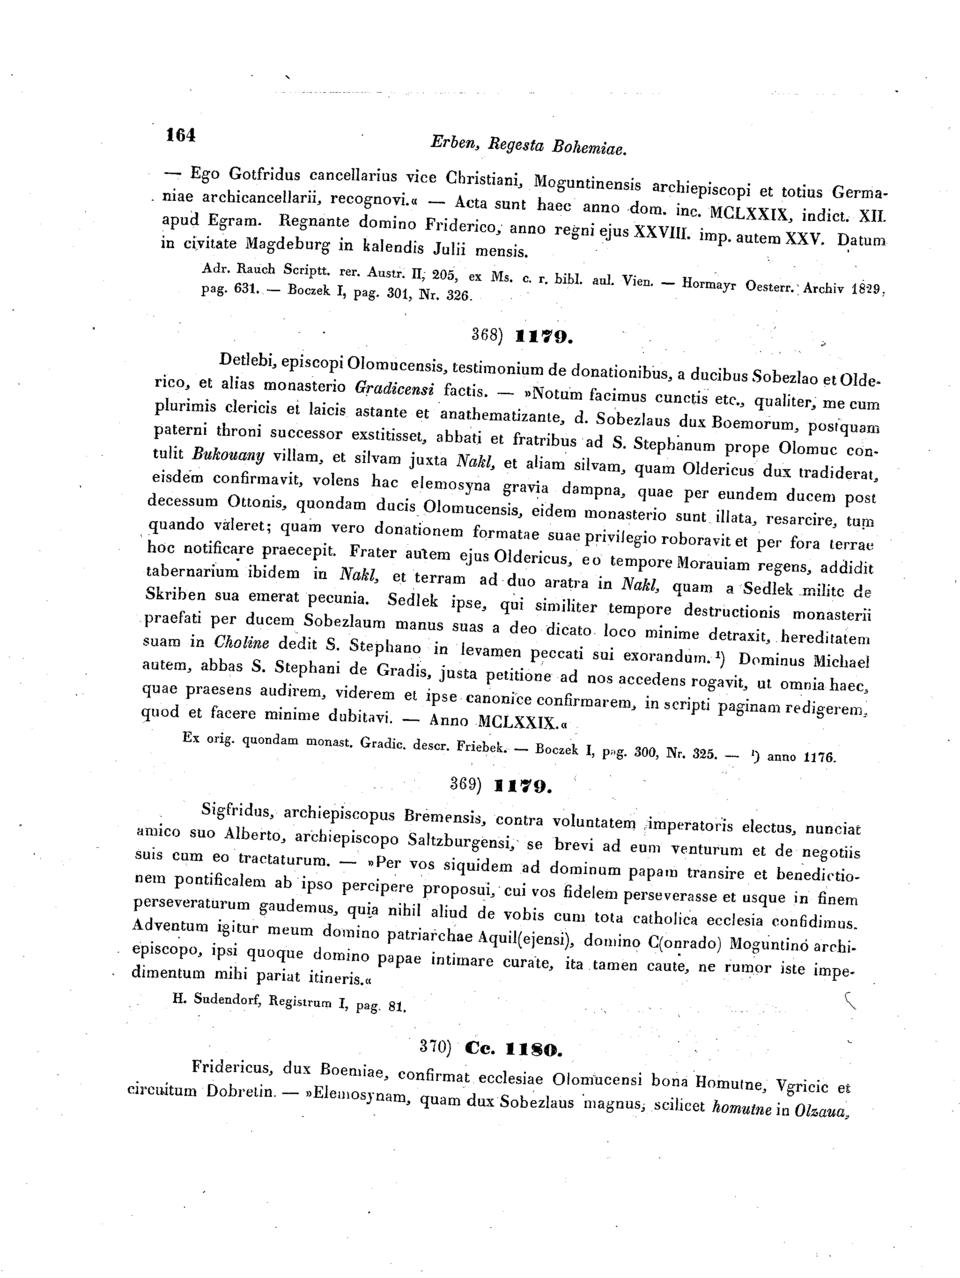 164
Erben, Regesta Bohemiae.
— Ego Gotfridus cancellarius vice Christiani, Moguntinensis archiepiscopi et totius Germa-
niae archicancellarii, recognovi.« — Acta sunt haec anno dom. inc. MCLXXIX, indict. XII.
apud Egram. Regnante domino Friderico, anno regni ejus XXVIII. imp. autem XXV. Datum
in civitate Magdeburg in kalendis Julii mensis.
Adr. Rauch Scriptt. rer. Austr. II, 205, ex Ms. c. r. bibl. aul. Vien. — Hormayr Oesterr. Archiv 1829,
pag. 631. — Boczek I, pag. 301, Nr. 326.
368) 1179.
Detlebi, episcopi Olomucensis, testimonium de donationibus, a ducibus Sobezlao et Olde-
rico, et alias monasterio Gradicensi factis. — »Notum facimus cunctis etc., qualiter, me cum
plurimis clericis et laicis astante et anathematizante, d. Sobezlaus dux Boemorum, postquam
paterni throni successor exstitisset, abbati et fratribus ad S. Stephanum prope Olomuc con-
tulit Bukouany villam, et silvam juxta Nakl, et aliam silvam, quam Oldericus dux tradiderat,
eisdem confirmavit, volens hac elemosyna gravia dampna, quae per eundem ducem post
decessum Ottonis, quondam ducis Olomucensis, eidem monasterio sunt illata, resarcire, tum
quando valeret; quam vero donationem formatae suae privilegio roboravit et per fora terrae
hoc notificare praecepit. Frater autem ejus Oldericus, eo tempore Morauiam regens, addidit
tabernarium ibidem in Nakl, et terram ad duo aratra in Nakl, quam a Sedlek milite de
Skriben sua emerat pecunia. Sedlek ipse, qui similiter tempore destructionis monasterii
praefati per ducem Sobezlaum manus suas a deo dicato loco minime detraxit, hereditatem
suam in Choline dedit S. Stephano in levamen peccati sui exorandum. ¹) Dominus Michael
autem, abbas S. Stephani de Gradis, justa petitione ad nos accedens rogavit, ut omnia haec,
quae praesens audirem, viderem et ipse canonice confirmarem, in scripti paginam redigerem,
quod et facere minime dubitavi. — Anno MCLXXIX.«
Ex orig. quondam monast. Gradic. descr. Friebek. — Boczek I, pag. 300, Nr. 325. — ¹) anno 1176.
369) 1179.
Sigfridus, archiepiscopus Bremensis, contra voluntatem imperatoris electus, nunciat
amico suo Alberto, archiepiscopo Saltzburgensi, se brevi ad eum venturum et de negotiis
suis cum eo tractaturum. — »Per vos siquidem ad dominum papam transire et benedictio-
nem pontificalem ab ipso percipere proposui, cui vos fidelem perseverasse et usque in finem
perseveraturum gaudemus, quia nihil aliud de vobis cum tota catholica ecclesia confidimus.
Adventum igitur meum domino patriarchae Aquil(ejensi), domino C(onrado) Moguntino archi-
episcopo, ipsi quoque domino papae intimare curate, ita tamen caute, ne rumor iste impe-
dimentum mihi pariat itineris.«
H. Sudendorf, Registrum I, pag. 81.
370) Cc. 1180.
Fridericus, dux Boemiae, confirmat ecclesiae Olomucensi bona Homutne, Vgricic et
circuitum Dobretin. — »Elemosynam, quam dux Sobezlaus magnus, scilicet homutne in Olzaua,